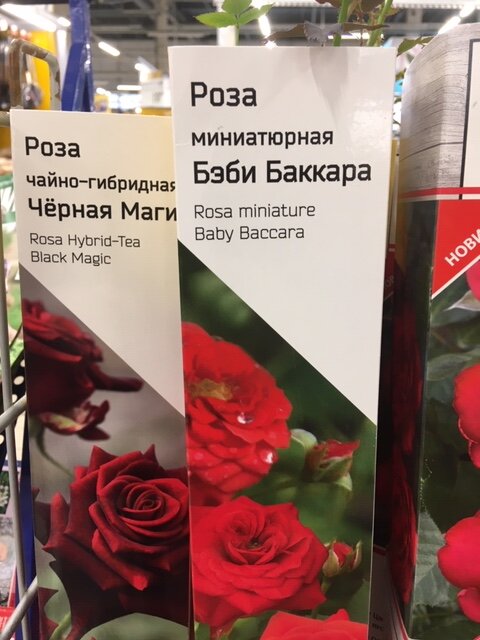 Роза
чайно-гибридная
Чёрная Маги
Rosa Hybrid-Tea
Black Magic
Роза
миниатюрная
Бэби Баккара
Rosa miniature
Baby Baccara
НОВИ